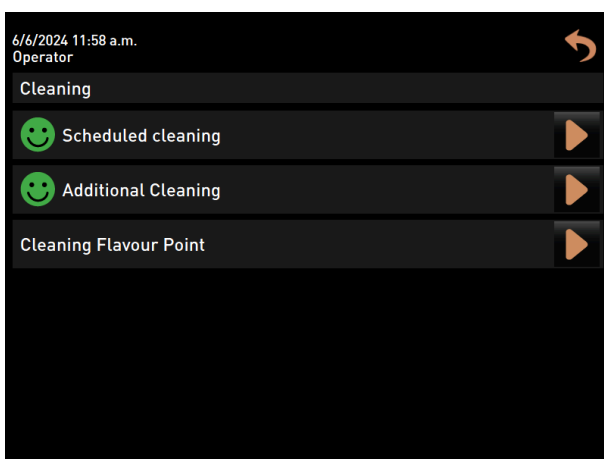 6/6/2024 11:58 a.m.
Operator
Cleaning
Scheduled cleaning
Additional Cleaning
Cleaning Flavour Point